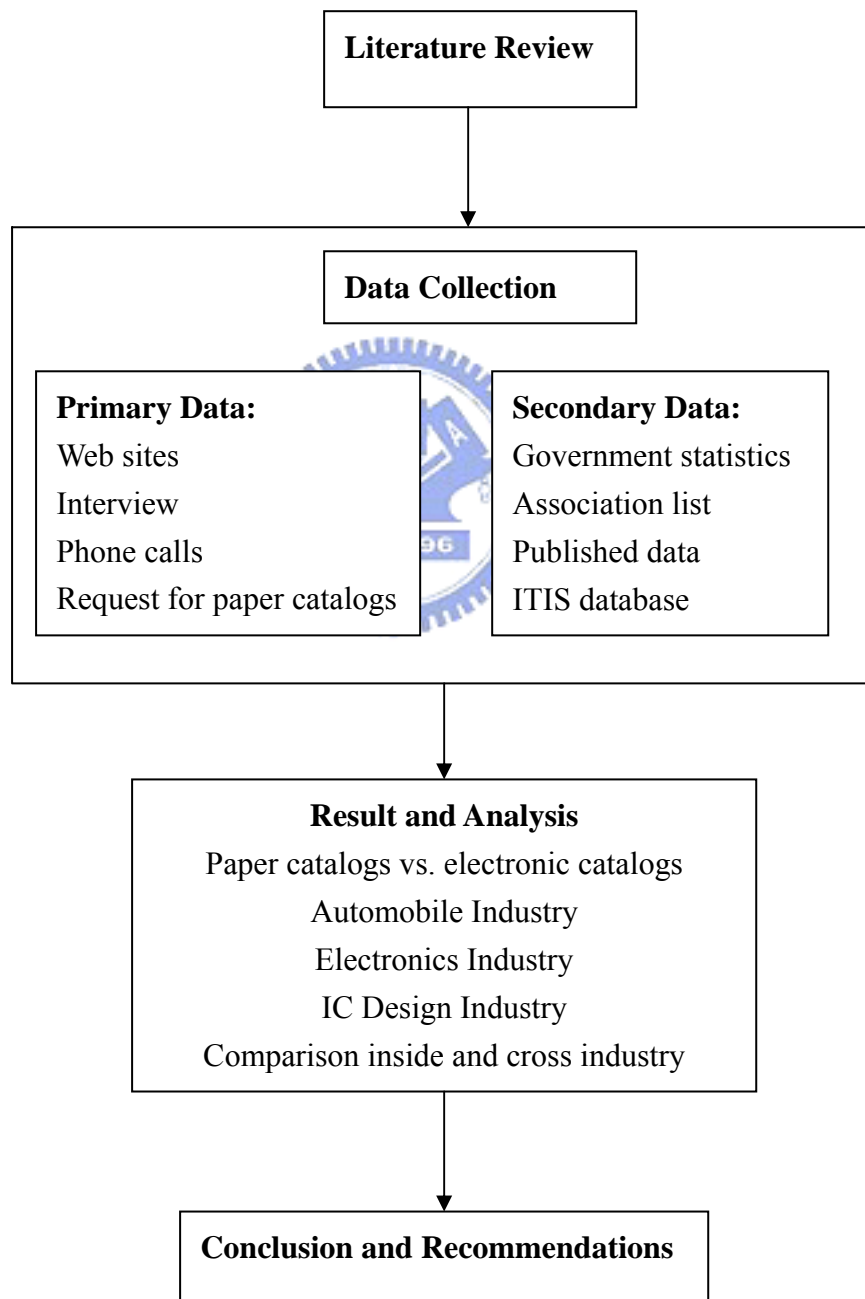 Literature Review
Data Collection
Primary Data:
Web sites
Interview
Phone calls
Request for paper catalogs
Secondary Data:
Government statistics
Association list
Published data
ITIS database
Result and Analysis
Paper catalogs vs. electronic catalogs
Automobile Industry
Electronics Industry
IC Design Industry
Comparison inside and cross industry
Conclusion and Recommendations